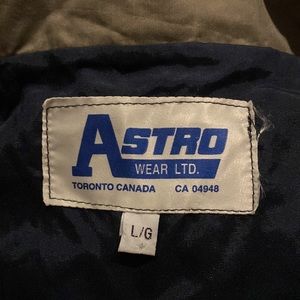 ASTRO
WEAR LTD.
TORONTO CANADA CA 04948
L/G